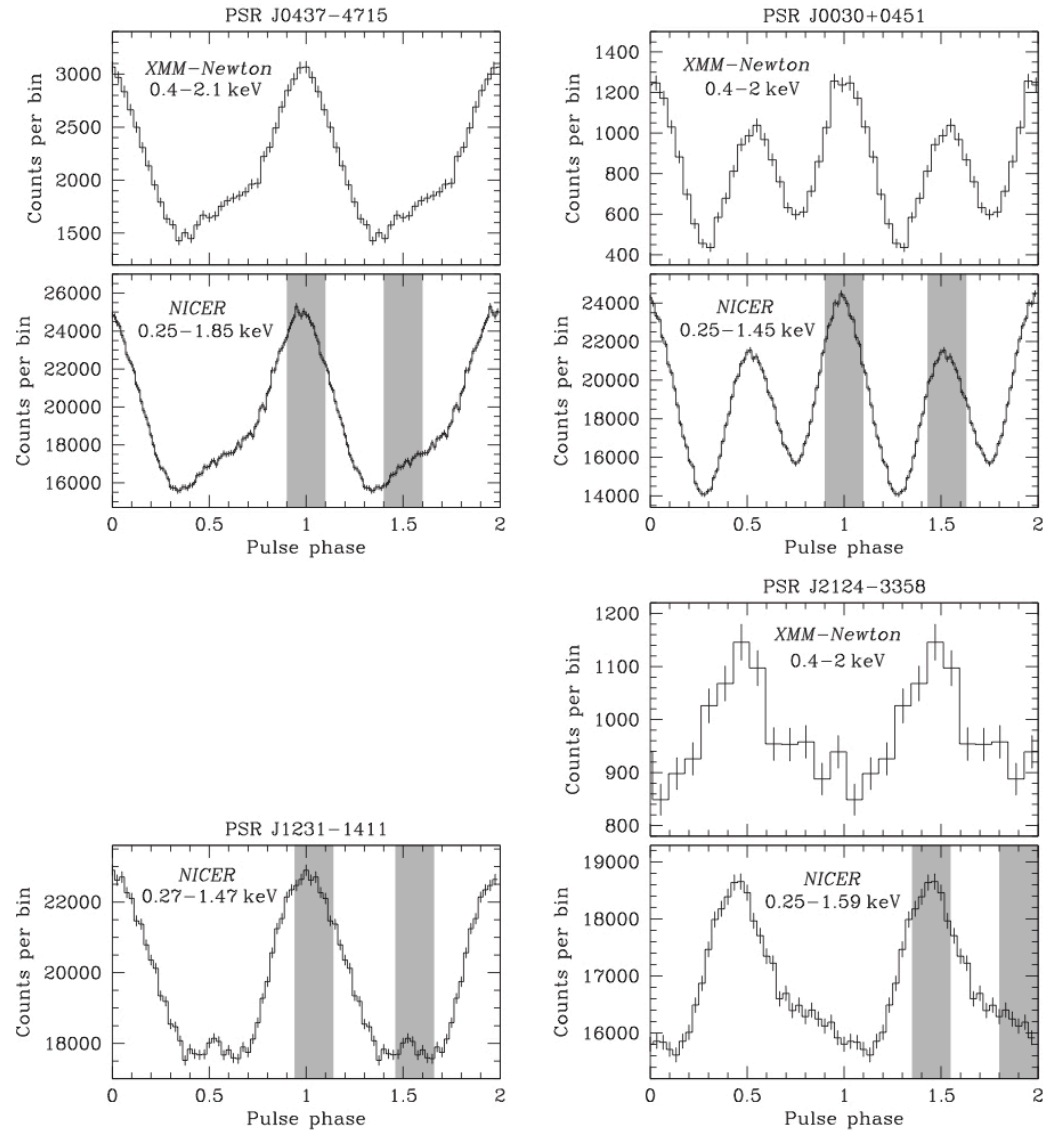 PSR J0437−4715
XMM−Newton
0.4−2.1 keV
Counts per bin
3000
2500
2000
1500
NICER
0.25−1.85 keV
Counts per bin
26000
24000
22000
20000
18000
16000
0 0.5 1 1.5 2
Pulse phase
PSR J0030+0451
XMM−Newton
0.4−2 keV
Counts per bin
1400
1200
1000
800
600
400
NICER
0.25−1.45 keV
Counts per bin
24000
22000
20000
18000
16000
14000
0 0.5 1 1.5 2
Pulse phase
PSR J1231−1411
NICER
0.27−1.47 keV
Counts per bin
22000
20000
18000
0 0.5 1 1.5 2
Pulse phase
PSR J2124−3358
XMM−Newton
0.4−2 keV
Counts per bin
1200
1100
1000
900
800
NICER
0.25−1.59 keV
Counts per bin
19000
18000
17000
16000
0 0.5 1 1.5 2
Pulse phase